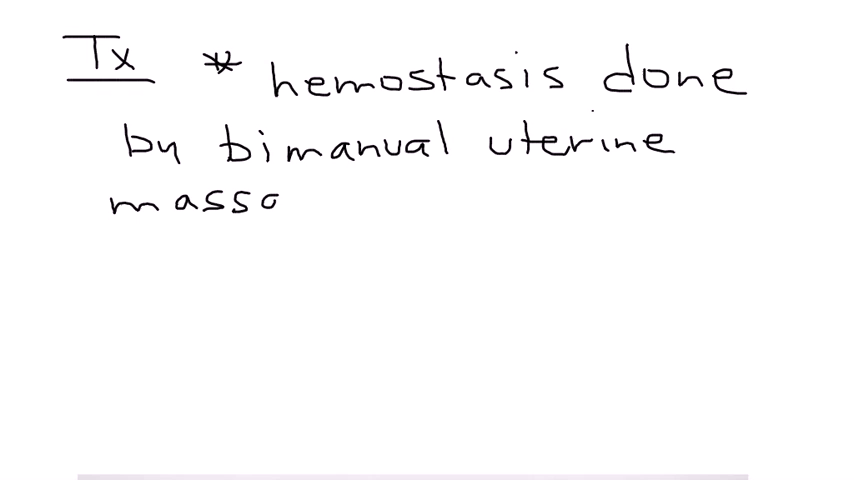 Tx * hemostasis done
by bimanual uterine
masso